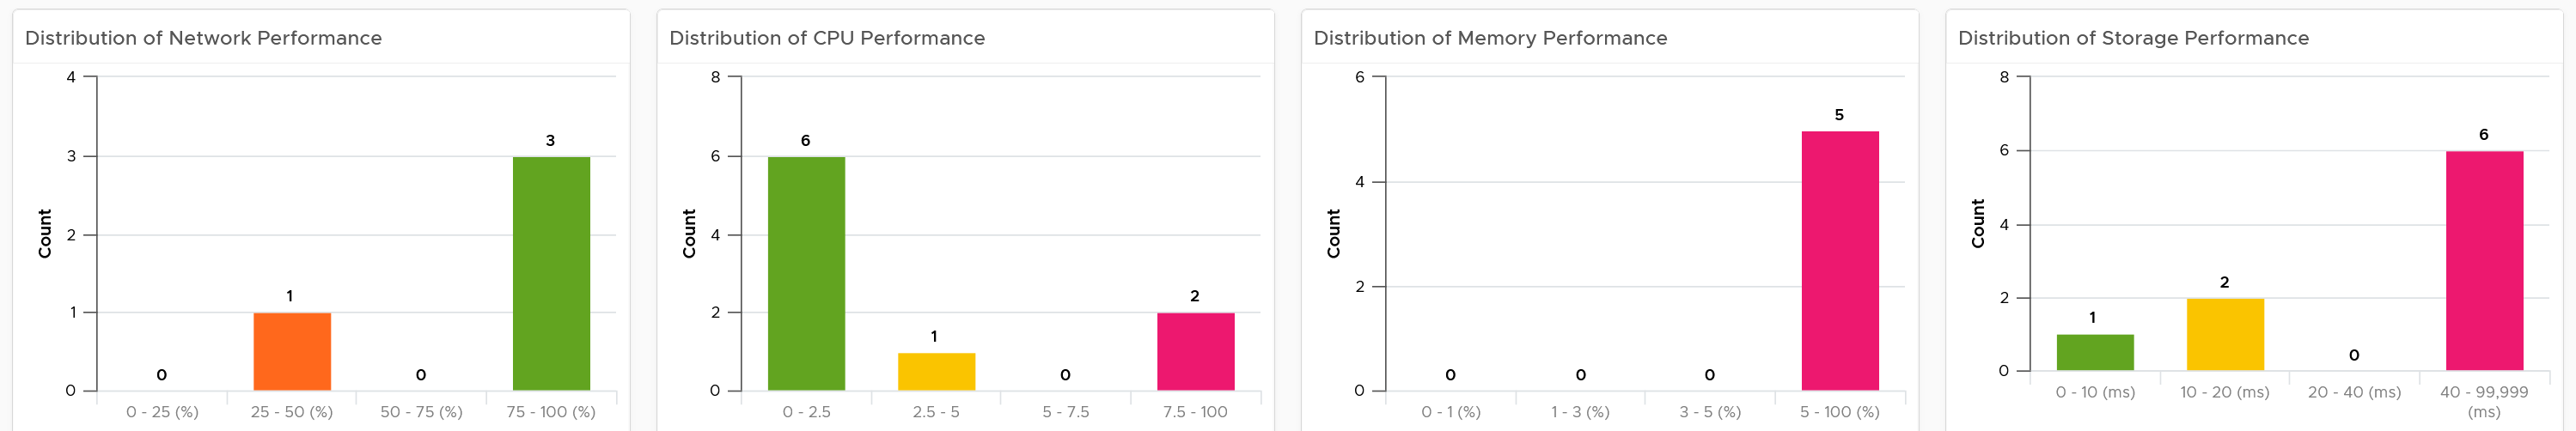 Distribution of Network Performance
4
3
2
1
0
Count
0
1
0
3
0 - 25 (%)
25 - 50 (%)
50 - 75 (%)
75 - 100 (%)
Distribution of CPU Performance
8
6
4
2
0
Count
6
1
0
2
0 - 2.5
2.5 - 5
5 - 7.5
7.5 - 100
Distribution of Memory Performance
6
4
2
0
Count
0
0
0
5
0 - 1 (%)
1 - 3 (%)
3 - 5 (%)
5 - 100 (%)
Distribution of Storage Performance
8
6
4
2
0
Count
1
2
0
6
0 - 10 (ms)
10 - 20 (ms)
20 - 40 (ms)
40 - 99,999
(ms)